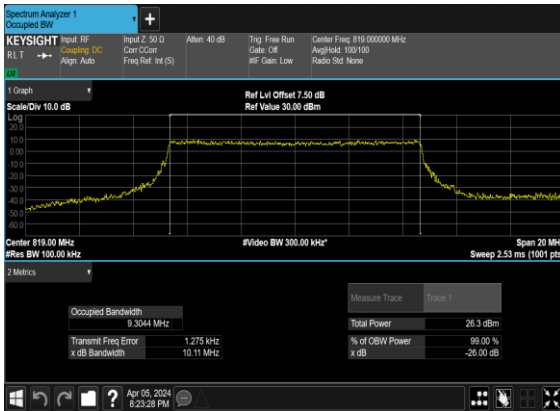 Spectrum Analyzer 1
Occupied BW
KEYSIGHT
RLT
Input: RF
Coupling: DC
Align: Auto
Input Z: 50 Ω
Corr CCorr
Freq Ref: Int (S)
Atten: 40 dB
Trig: Free Run
Gate: Off
#IF Gain: Low
Center Freq: 819.000000 MHz
Avg|Hold: 100/100
Radio Std: None
1 Graph
Scale/Div 10.0 dB
Ref Lvl Offset 7.50 dB
Ref Value 30.00 dBm
Log
20.0
10.0
0.00
-10.0
-20.0
-30.0
-40.0
-50.0
-60.0
Center 819.00 MHz
#Video BW 300.00 kHz*
Span 20 MH
#Res BW 100.00 kHz
Sweep 2.53 ms (1001 pts
2 Metrics
Measure Trace
Trace 1
Occupied Bandwidth
9.3044 MHz
Total Power
26.3 dBm
Transmit Freq Error
1.275 kHz
% of OBW Power
99.00 %
x dB Bandwidth
10.11 MHz
x dB
-26.00 dB
Apr 05, 2024
8:23:28 PM